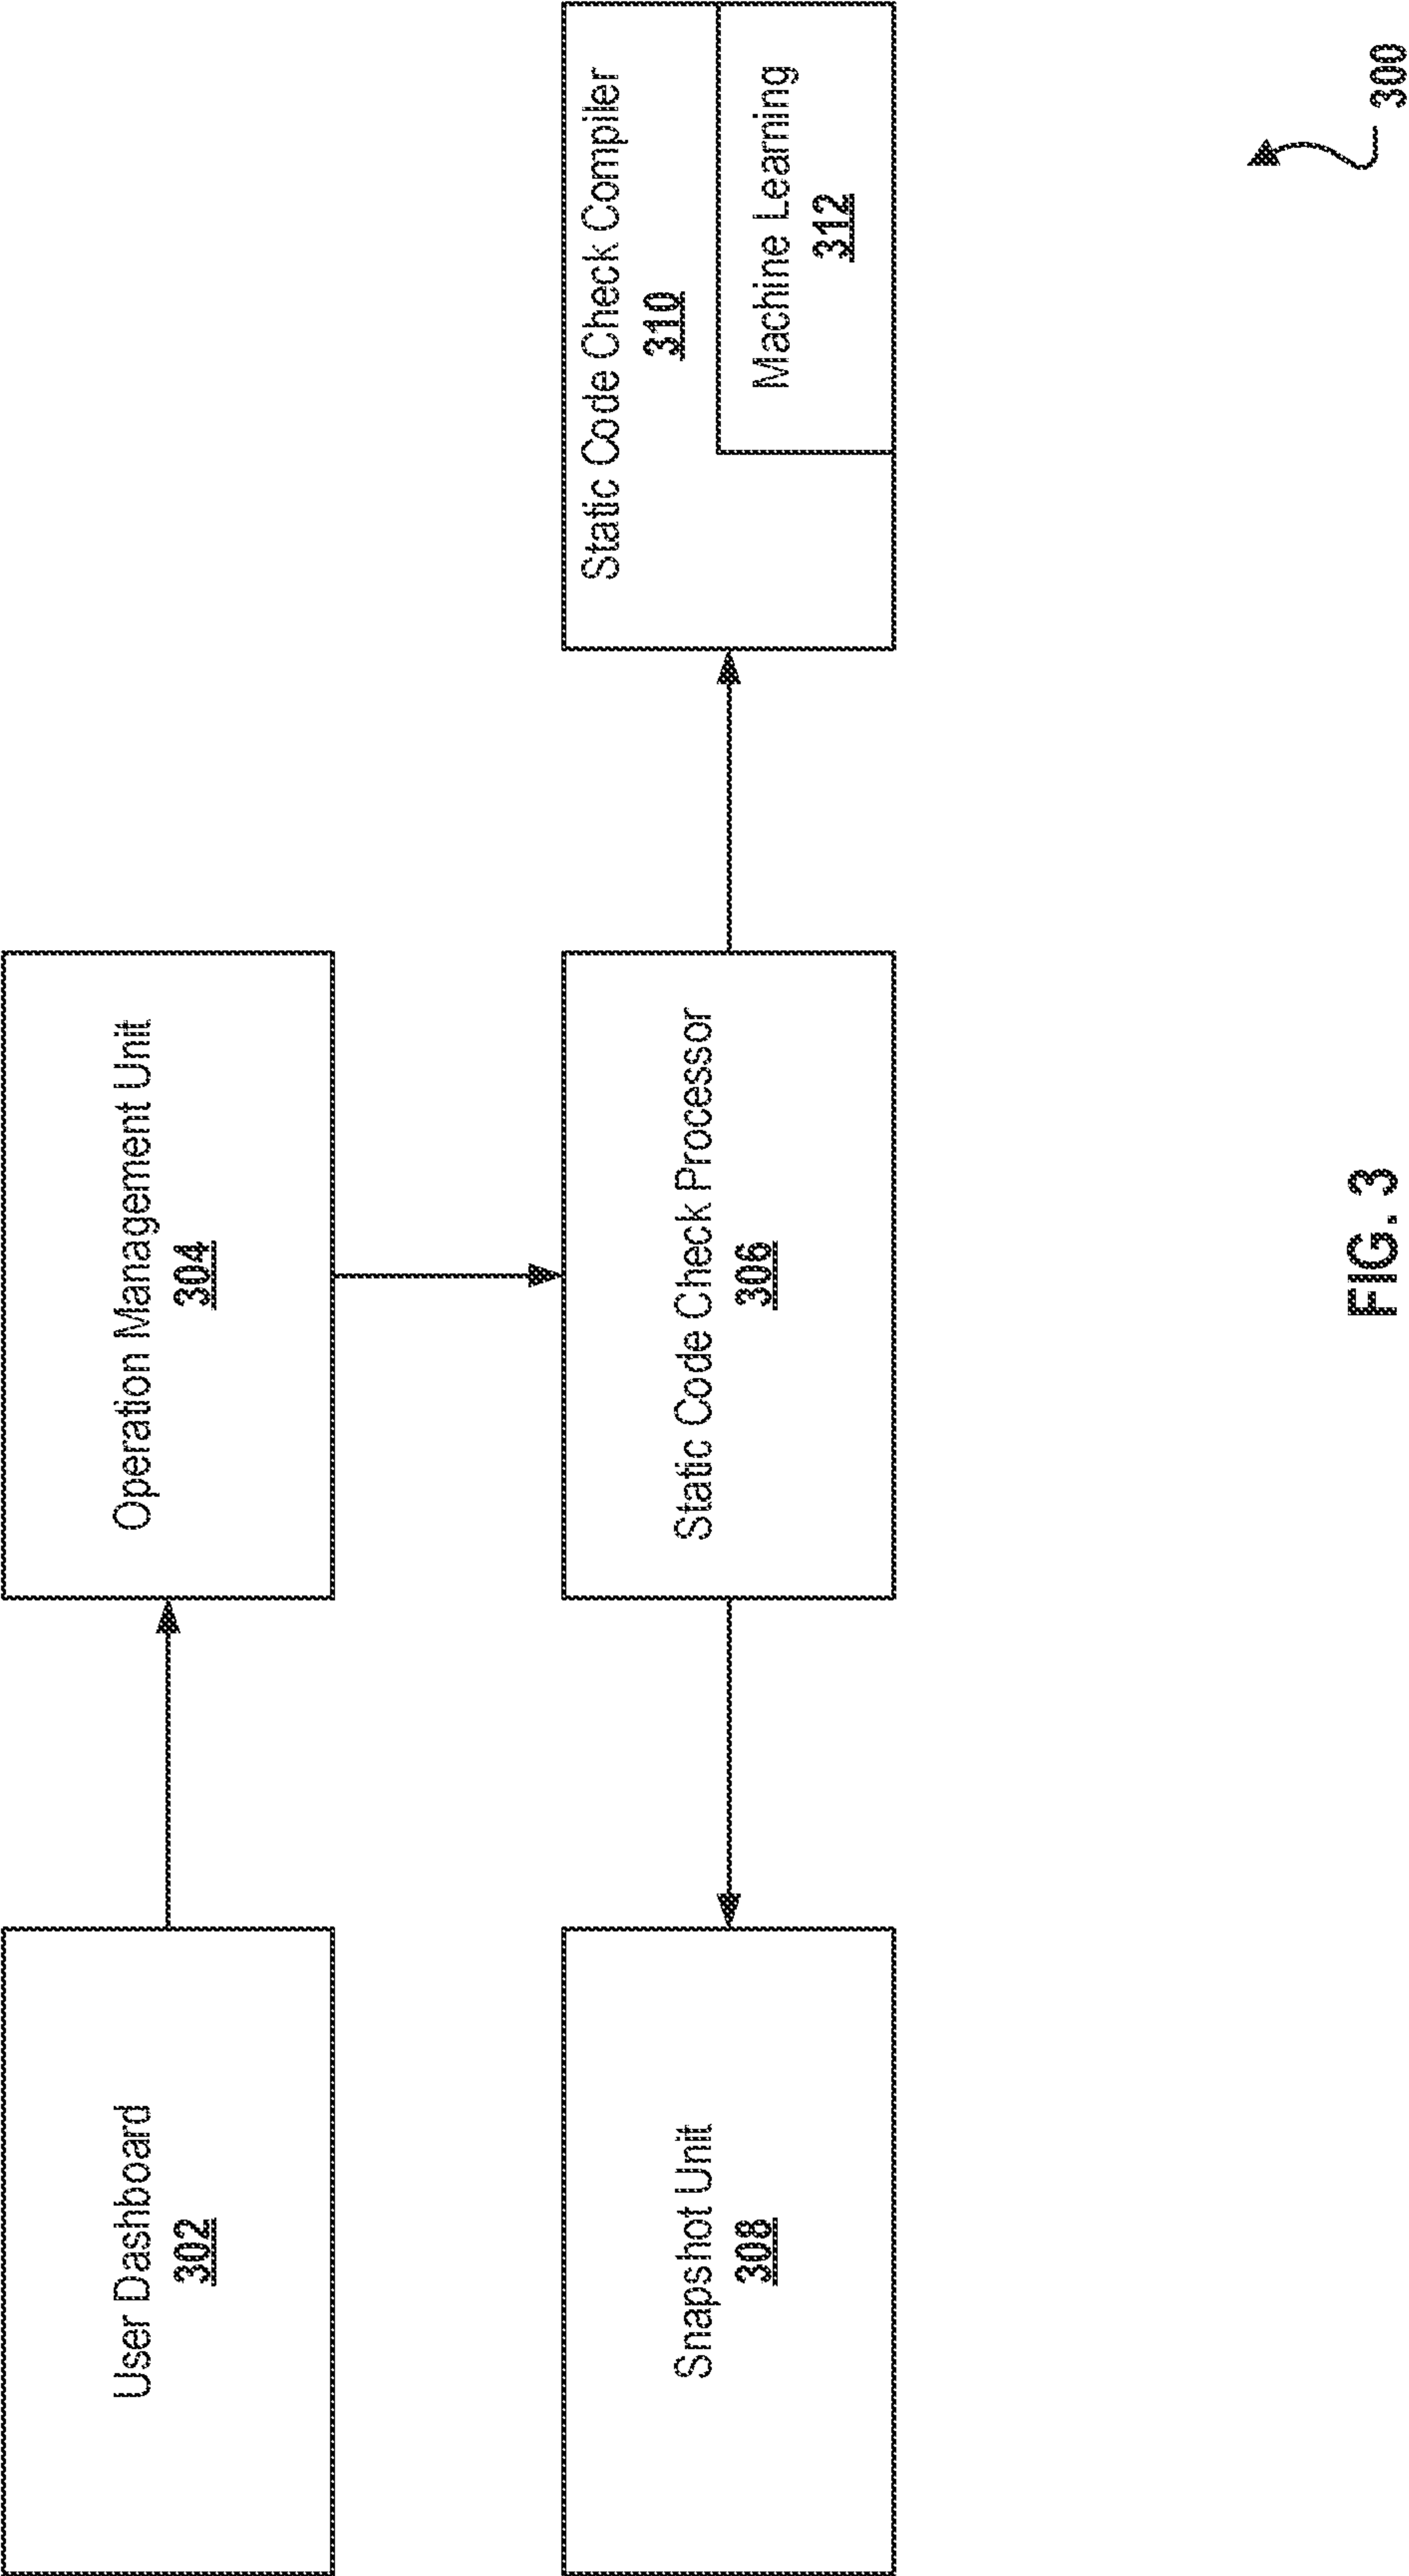 User Dashboard
302
Operation Management Unit
304
Snapshot Unit
308
Static Code Check Processor
306
Static Code Check Compiler
310
Machine Learning
312
300
FIG. 3